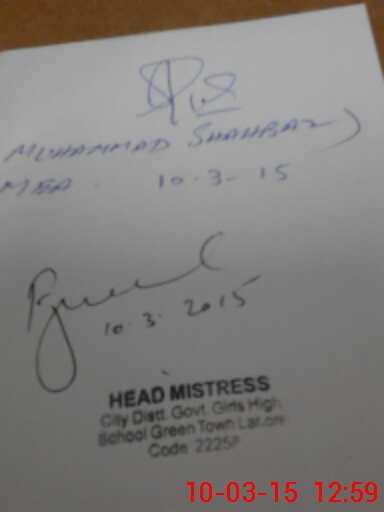 MUHAMMAD SHAHBAZ)
MEA. 10-3-15
10.3.2015
HEAD MISTRESS
City Distt. Govt. Girls High
School Green Town Lahore
Code 2225P
10-03-15 12:59